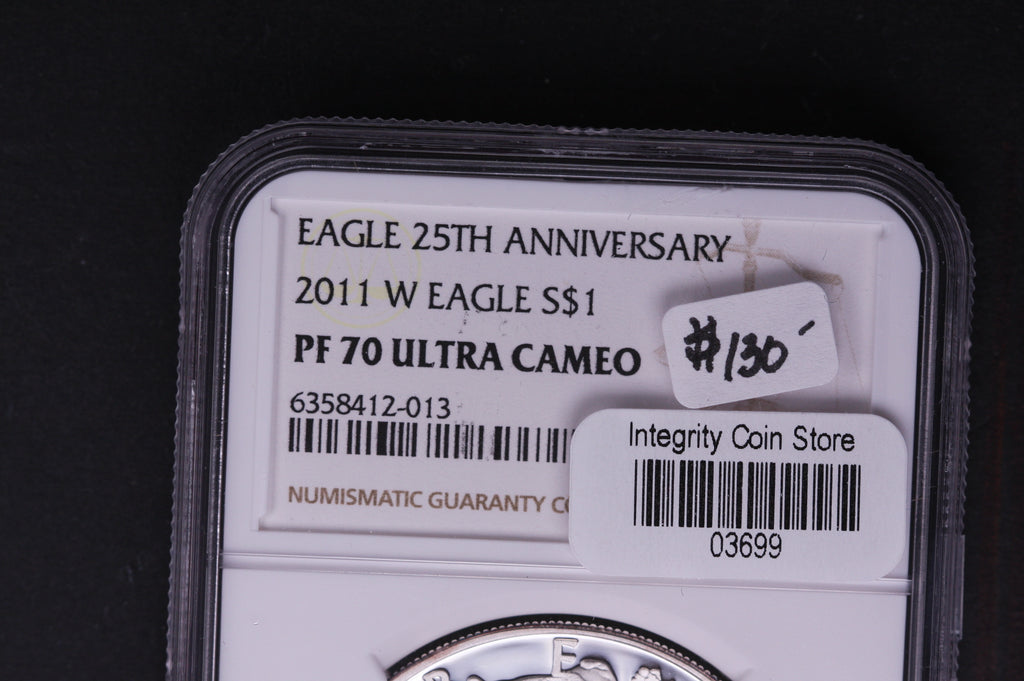 EAGLE 25TH ANNIVERSARY
2011 W EAGLE S$1
PF 70 ULTRA CAMEO
#130
6358412-013
Integrity Coin Store
NUMISMATIC GUARANTY
03699
E